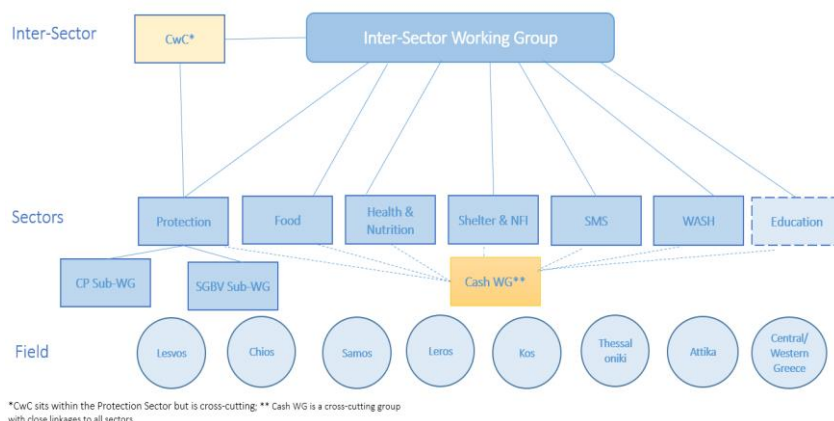 Inter-Sector
CwC*
Inter-Sector Working Group
Sectors
Protection
Food
Health &
Nutrition
Shelter & NFI
SMS
WASH
Education
CP Sub-WG
SGBV Sub-WG
Cash WG**
Field
Lesvos
Chios
Samos
Leros
Kos
Thessal
oniki
Attika
Central/
Western
Greece
*CwC sits within the Protection Sector but is cross-cutting; ** Cash WG is a cross-cutting group
with close linkages to all sectors